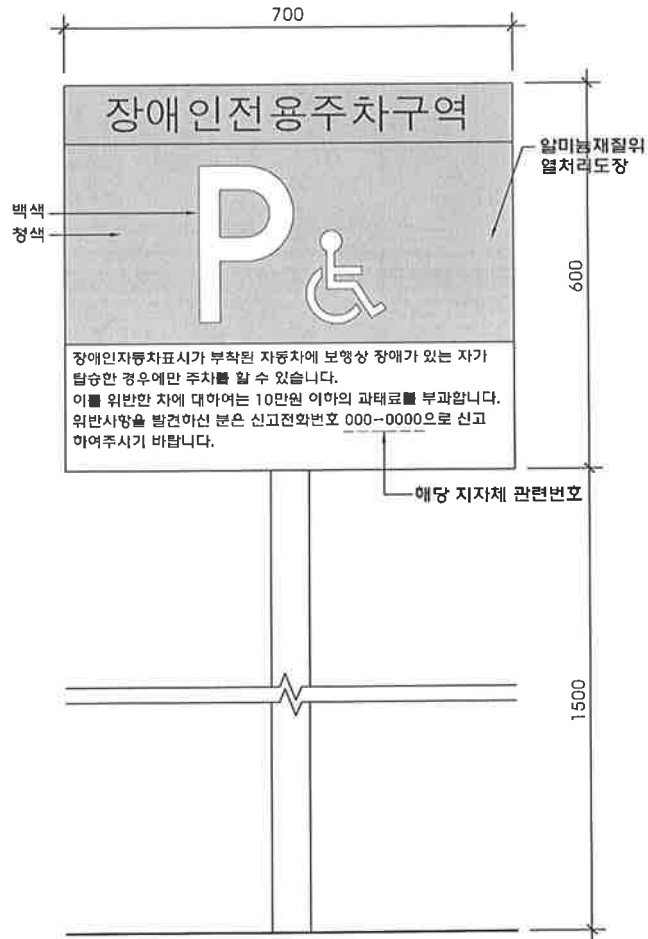 700
장애인전용주차구역
알미늄재질위
열처리도장
백색
청색
P
600
장애인자동차표시가 부착된 자동차에 보행상 장애가 있는 자가
탑승한 경우에만 주차를 할 수 있습니다.
이를 위반한 차에 대하여는 10만원 이하의 과태료를 부과합니다.
위반사항을 발견하신 분은 신고전화번호 000--0000으로 신고
하여주시기 바랍니다.
해당 지자체 관련번호
1500